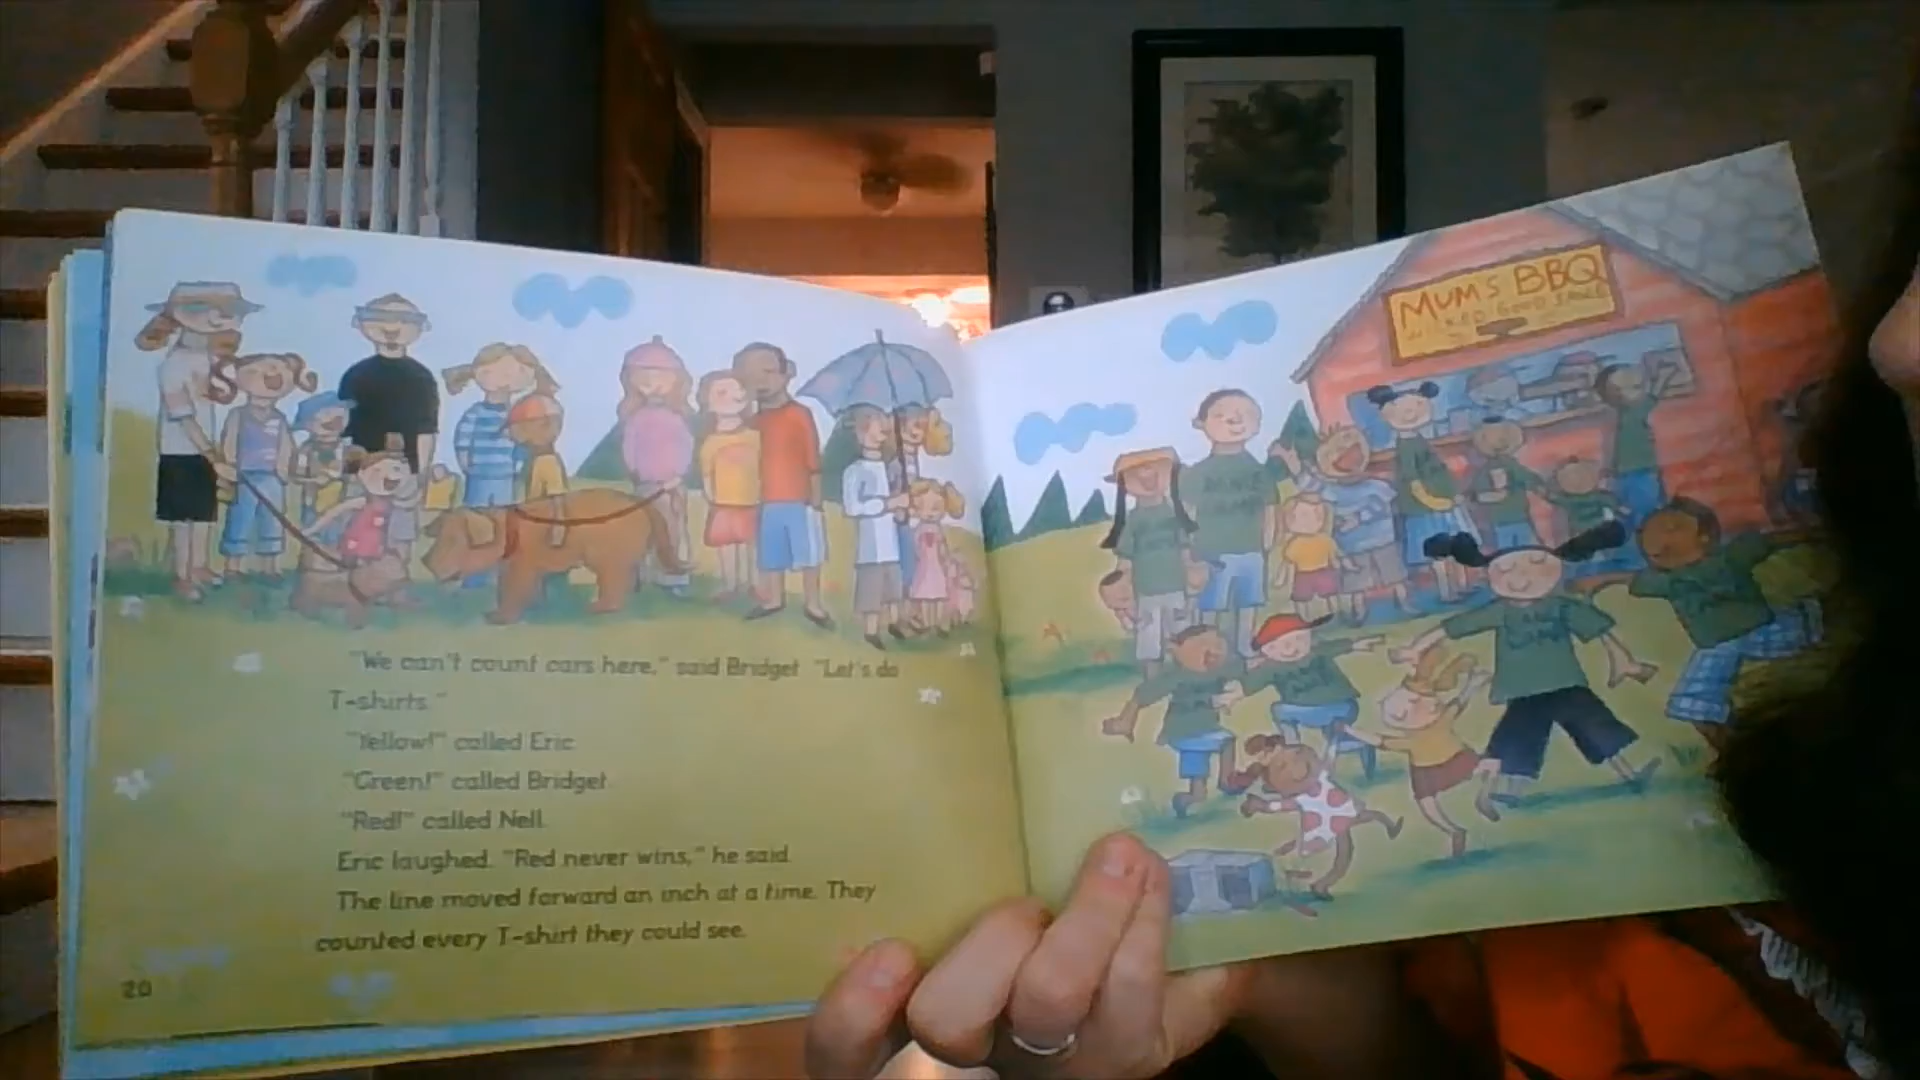 MUM'S BBQ
"We can't count cars here," said Bridget. "Let's do
T-shirts."
"Yellow!" called Eric.
"Green!" called Bridget.
"Red!" called Nell.
Eric laughed. "Red never wins," he said.
The line moved forward an inch at a time. They
counted every T-shirt they could see.
20